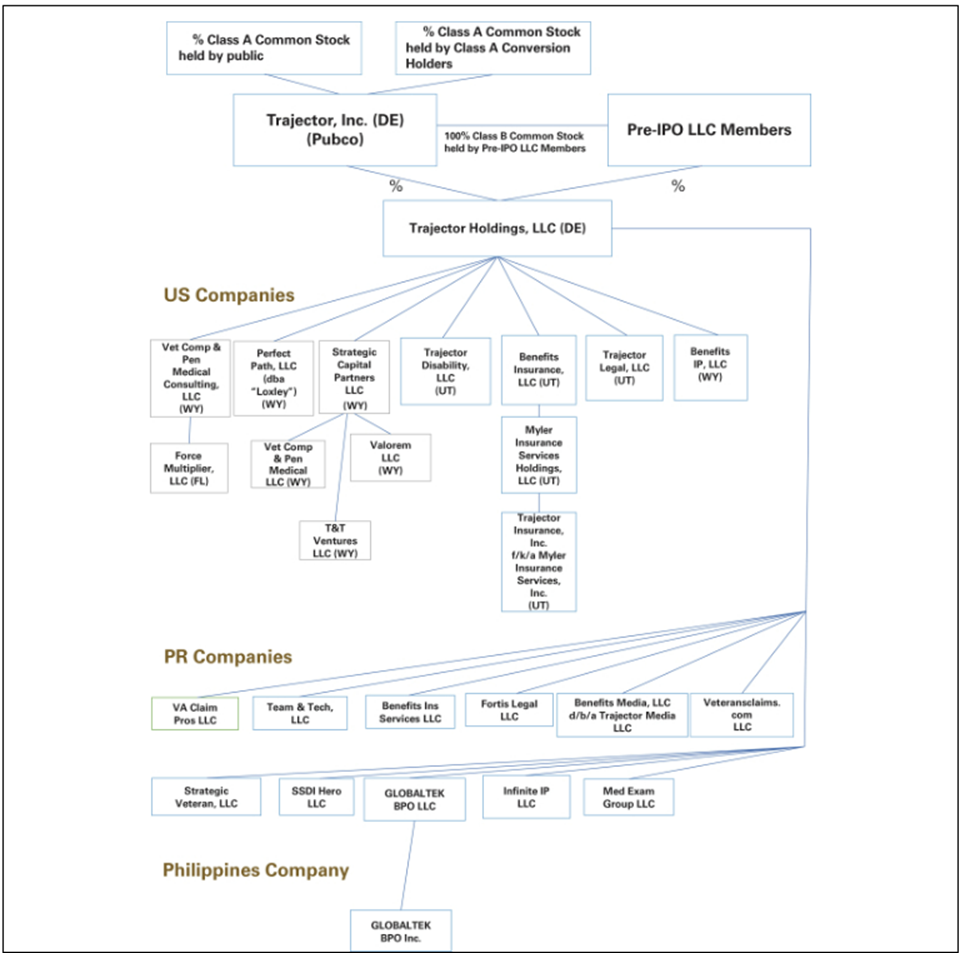 % Class A Common Stock
held by public
% Class A Common Stock
held by Class A Conversion
Holders
Trajector, Inc. (DE)
(Pubco)
100% Class B Common Stock
held by Pre-IPO LLC Members
Pre-IPO LLC Members
%
%
Trajector Holdings, LLC (DE)
US Companies
Vet Comp &
Pen
Medical
Consulting,
LLC
(WY)
Perfect
Path, LLC
(dba
"Loxley")
(WY)
Strategic
Capital
Partners
LLC
(WY)
Trajector
Disability,
LLC
(UT)
Benefits
Insurance,
LLC (UT)
Trajector
Legal, LLC
(UT)
Benefits
IP, LLC
(WY)
Force
Multiplier,
LLC (FL)
Vet Comp
& Pen
Medical
LLC (WY)
Valorem
LLC
(WY)
Myler
Insurance
Services
Holdings,
LLC (UT)
T&T
Ventures
LLC (WY)
Trajector
Insurance,
Inc.
f/k/a Myler
Insurance
Services,
Inc.
(UT)
PR Companies
VA Claim
Pros LLC
Team & Tech,
LLC
Benefits Ins
Services LLC
Fortis Legal
LLC
Benefits Media, LLC
d/b/a Trajector Media
LLC
Veteransclaims.
com
LLC
Strategic
Veteran, LLC
SSDI Hero
LLC
GLOBALTEK
BPO LLC
Infinite IP
LLC
Med Exam
Group LLC
Philippines Company
GLOBALTEK
BPO Inc.